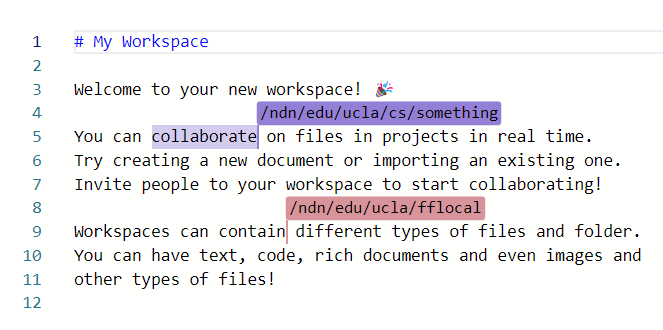 1 # My Workspace
2
3 Welcome to your new workspace! 🎉
4 /ndn/edu/ucla/cs/something
5 You can collaborate on files in projects in real time.
6 Try creating a new document or importing an existing one.
7 Invite people to your workspace to start collaborating!
8 /ndn/edu/ucla/fflocal
9 Workspaces can contain different types of files and folder.
10 You can have text, code, rich documents and even images and
11 other types of files!
12